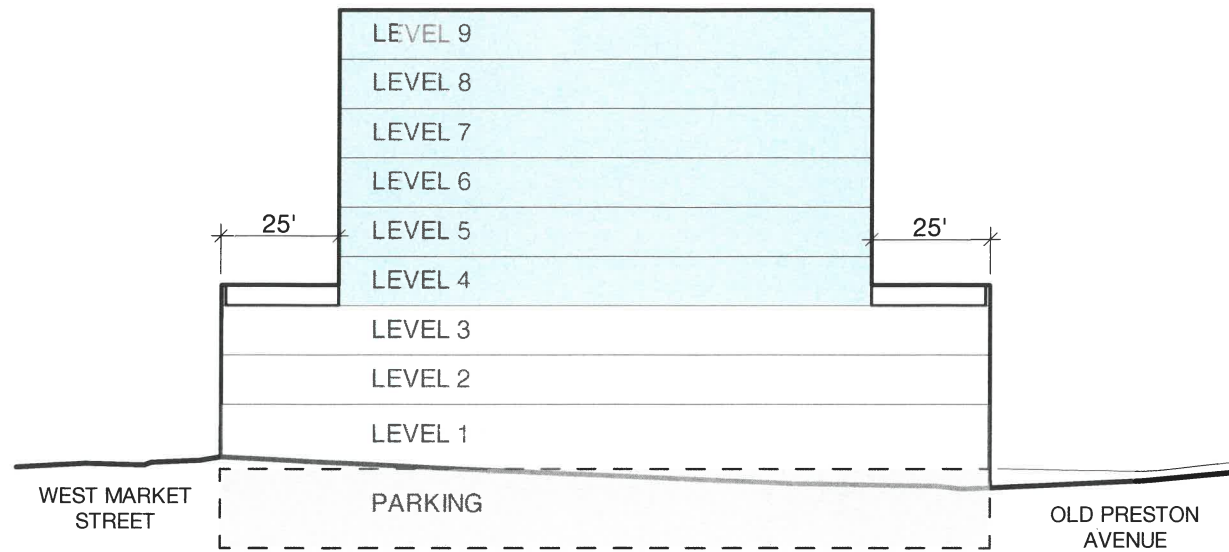 LEVEL 9
LEVEL 8
LEVEL 7
LEVEL 6
25'
LEVEL 5
25'
LEVEL 4
LEVEL 3
LEVEL 2
LEVEL 1
PARKING
WEST MARKET
STREET
OLD PRESTON
AVENUE